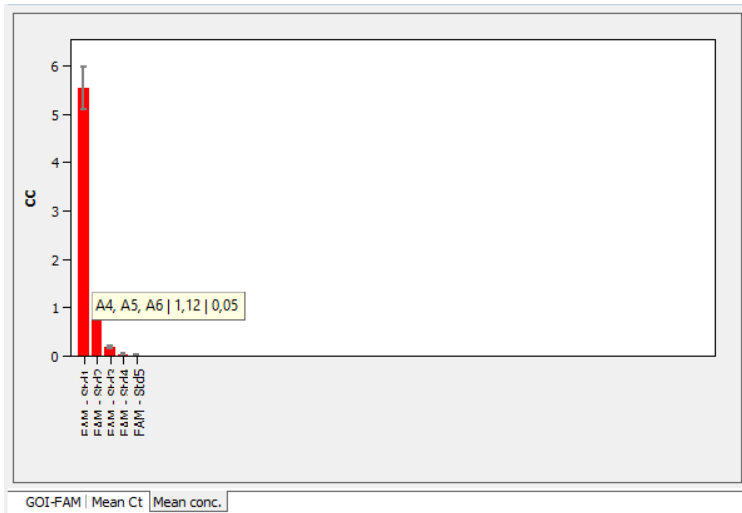 6
5
4
3
2
1
0
CC
A4, A5, A6 | 1,12 | 0,05
FAM - Std1
FAM - Std2
FAM - Std3
FAM - Std4
FAM - Std5
GOI-FAM | Mean Ct
Mean conc.